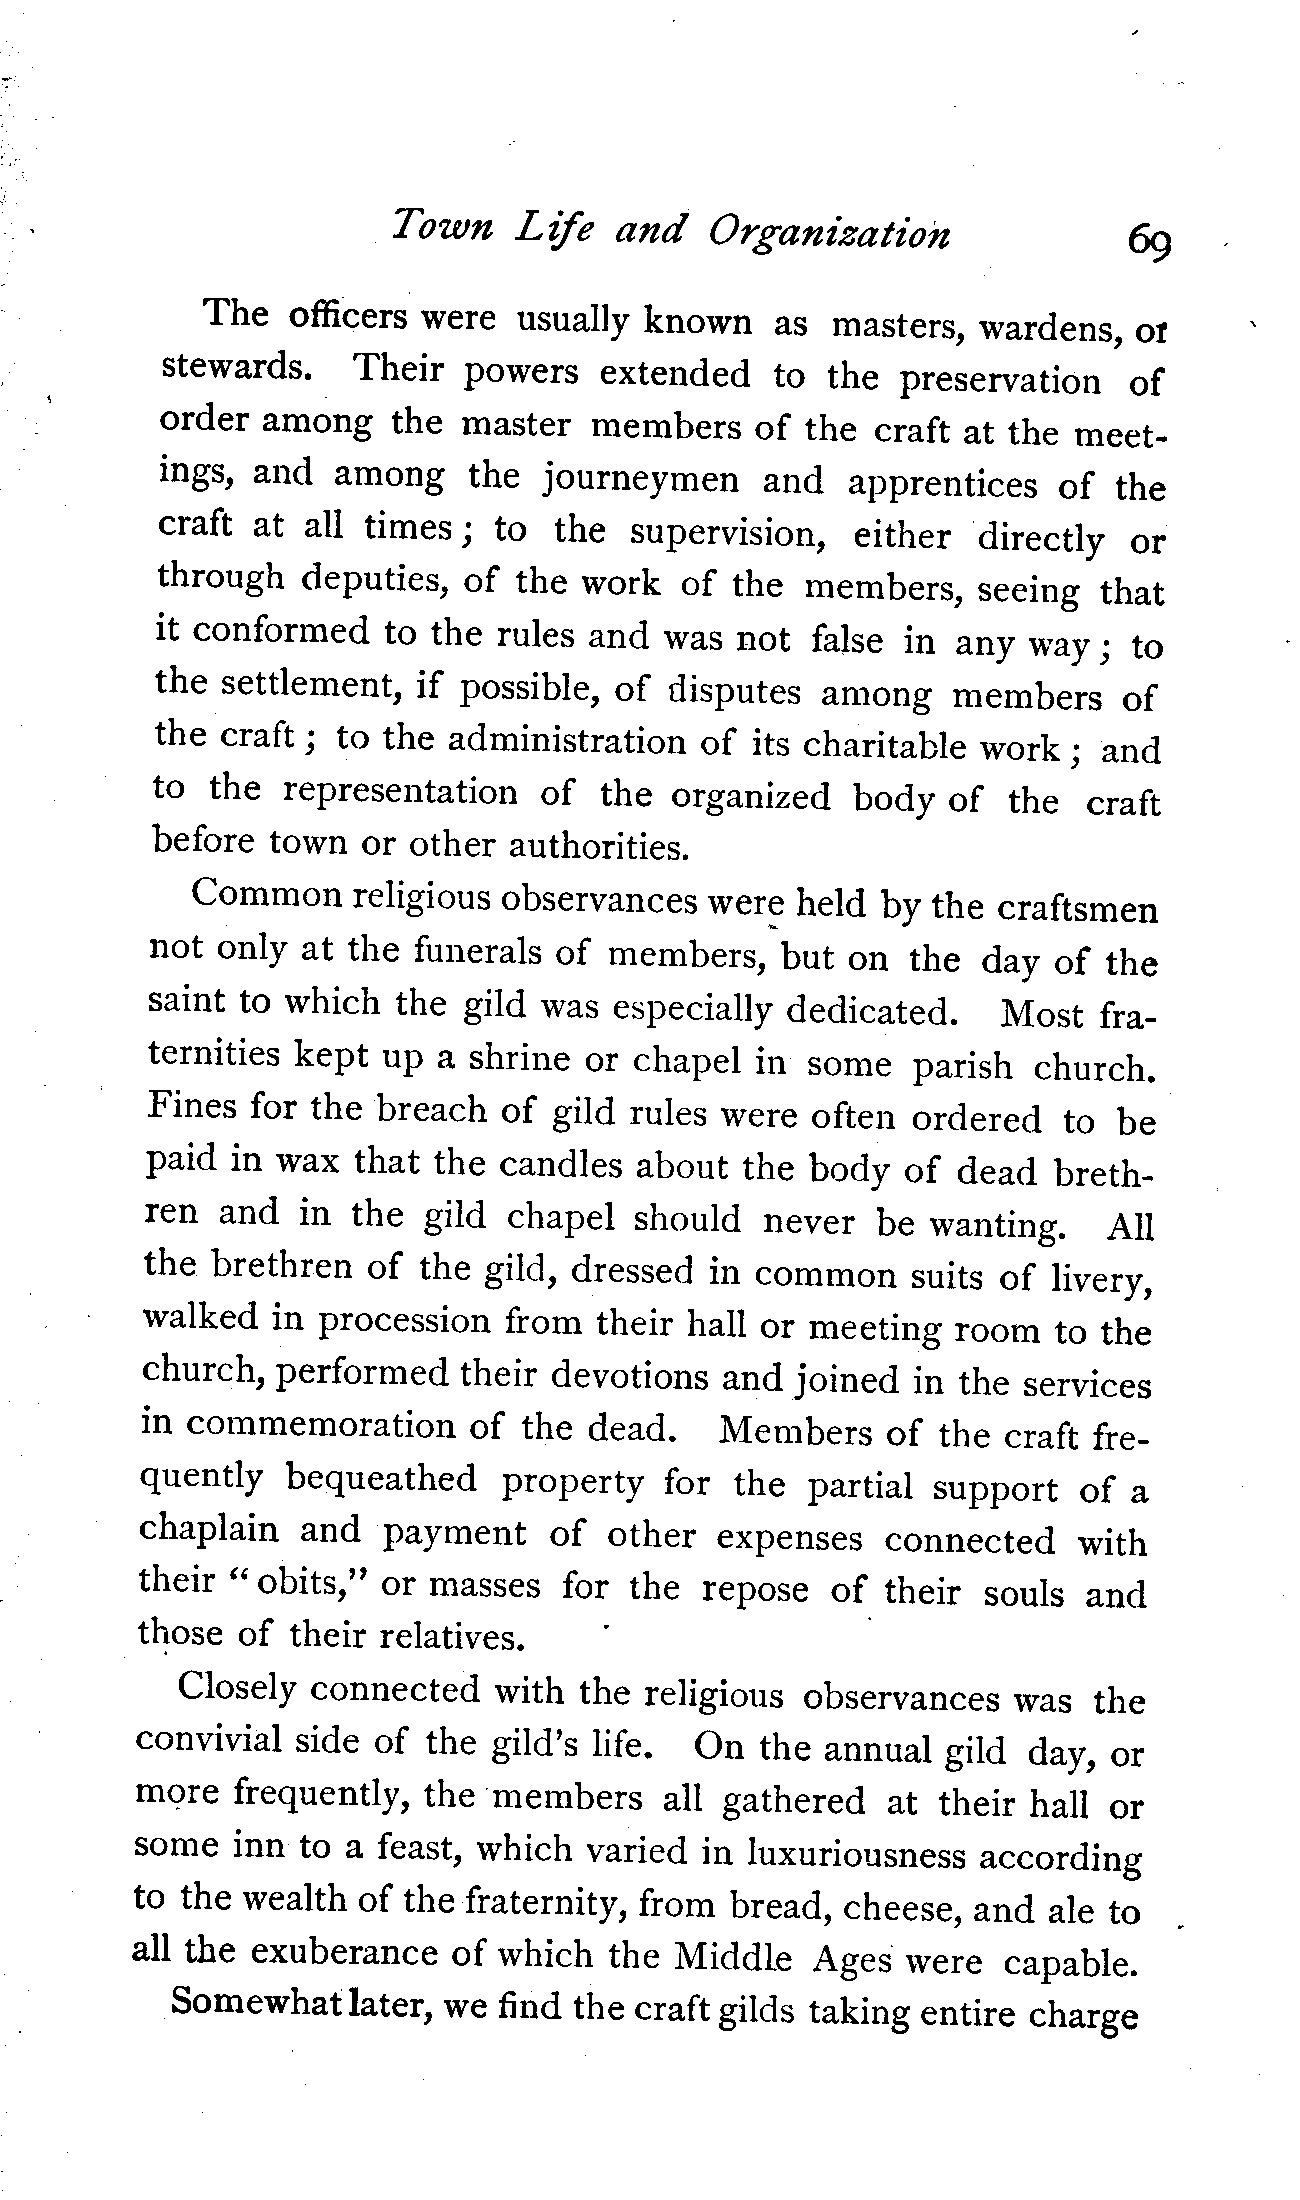 Town Life and Organization 69
The officers were usually known as masters, wardens, or
stewards. Their powers extended to the preservation of
order among the master members of the craft at the meet-
ings, and among the journeymen and apprentices of the
craft at all times ; to the supervision, either directly or
through deputies, of the work of the members, seeing that
it conformed to the rules and was not false in any way ; to
the settlement, if possible, of disputes among members of
the craft ; to the administration of its charitable work ; and
to the representation of the organized body of the craft
before town or other authorities.
Common religious observances were held by the craftsmen
not only at the funerals of members, but on the day of the
saint to which the gild was especially dedicated. Most fra-
ternities kept up a shrine or chapel in some parish church.
Fines for the breach of gild rules were often ordered to be
paid in wax that the candles about the body of dead breth-
ren and in the gild chapel should never be wanting. All
the brethren of the gild, dressed in common suits of livery,
walked in procession from their hall or meeting room to the
church, performed their devotions and joined in the services
in commemoration of the dead. Members of the craft fre-
quently bequeathed property for the partial support of a
chaplain and payment of other expenses connected with
their “ obits,” or masses for the repose of their souls and
those of their relatives.
Closely connected with the religious observances was the
convivial side of the gild's life. On the annual gild day, or
more frequently, the members all gathered at their hall or
some inn to a feast, which varied in luxuriousness according
to the wealth of the fraternity, from bread, cheese, and ale to
all the exuberance of which the Middle Ages were capable.
Somewhat later, we find the craft gilds taking entire charge